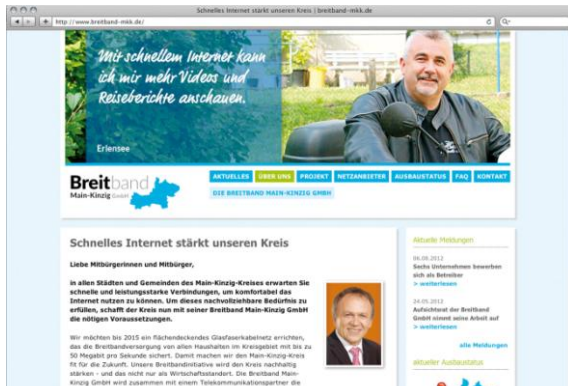 Schnelles Internet stärkt unseren Kreis | breitband-mkk.de
http://www.breitband-mkk.de/
Mit schnellem Internet kann
ich mir mehr Videos und
Reiseberichte anschauen.
Erlensee
Breitband
Main-Kinzig GmbH
AKTUELLES ÜBER UNS PROJEKT NETZANBIETER AUSBAUSTATUS FAQ KONTAKT
DIE BREITBAND MAIN-KINZIG GMBH
Schnelles Internet stärkt unseren Kreis
Liebe Mitbürgerinnen und Mitbürger,
in allen Städten und Gemeinden des Main-Kinzig-Kreises erwarten Sie
schnelle und leistungsstarke Verbindungen, um komfortabel das
Internet nutzen zu können. Um dieses nachvollziehbare Bedürfnis zu
erfüllen, schafft der Kreis nun mit seiner Breitband Main-Kinzig GmbH
die nötigen Voraussetzungen.
Wir möchten bis 2015 ein flächendeckendes Glasfaserkabelnetz errichten,
das die Breitbandversorgung von allen Haushalten im Kreisgebiet mit bis zu
50 Megabit pro Sekunde sichert. Damit machen wir den Main-Kinzig-Kreis
fit für die Zukunft. Unsere Breitbandinitiative wird den Kreis nachhaltig
stärken - und das nicht nur als Wirtschaftsstandort. Die Breitband Main-
Kinzig GmbH wird zusammen mit einem Telekommunikationspartner die
Aktuelle Meldungen
06.08.2012
Sechs Unternehmen bewerben
sich als Betreiber
> weiterlesen
24.05.2012
Aufsichtsrat der Breitband
GmbH nimmt seine Arbeit auf
> weiterlesen
alle Meldungen
aktueller Ausbaustatus